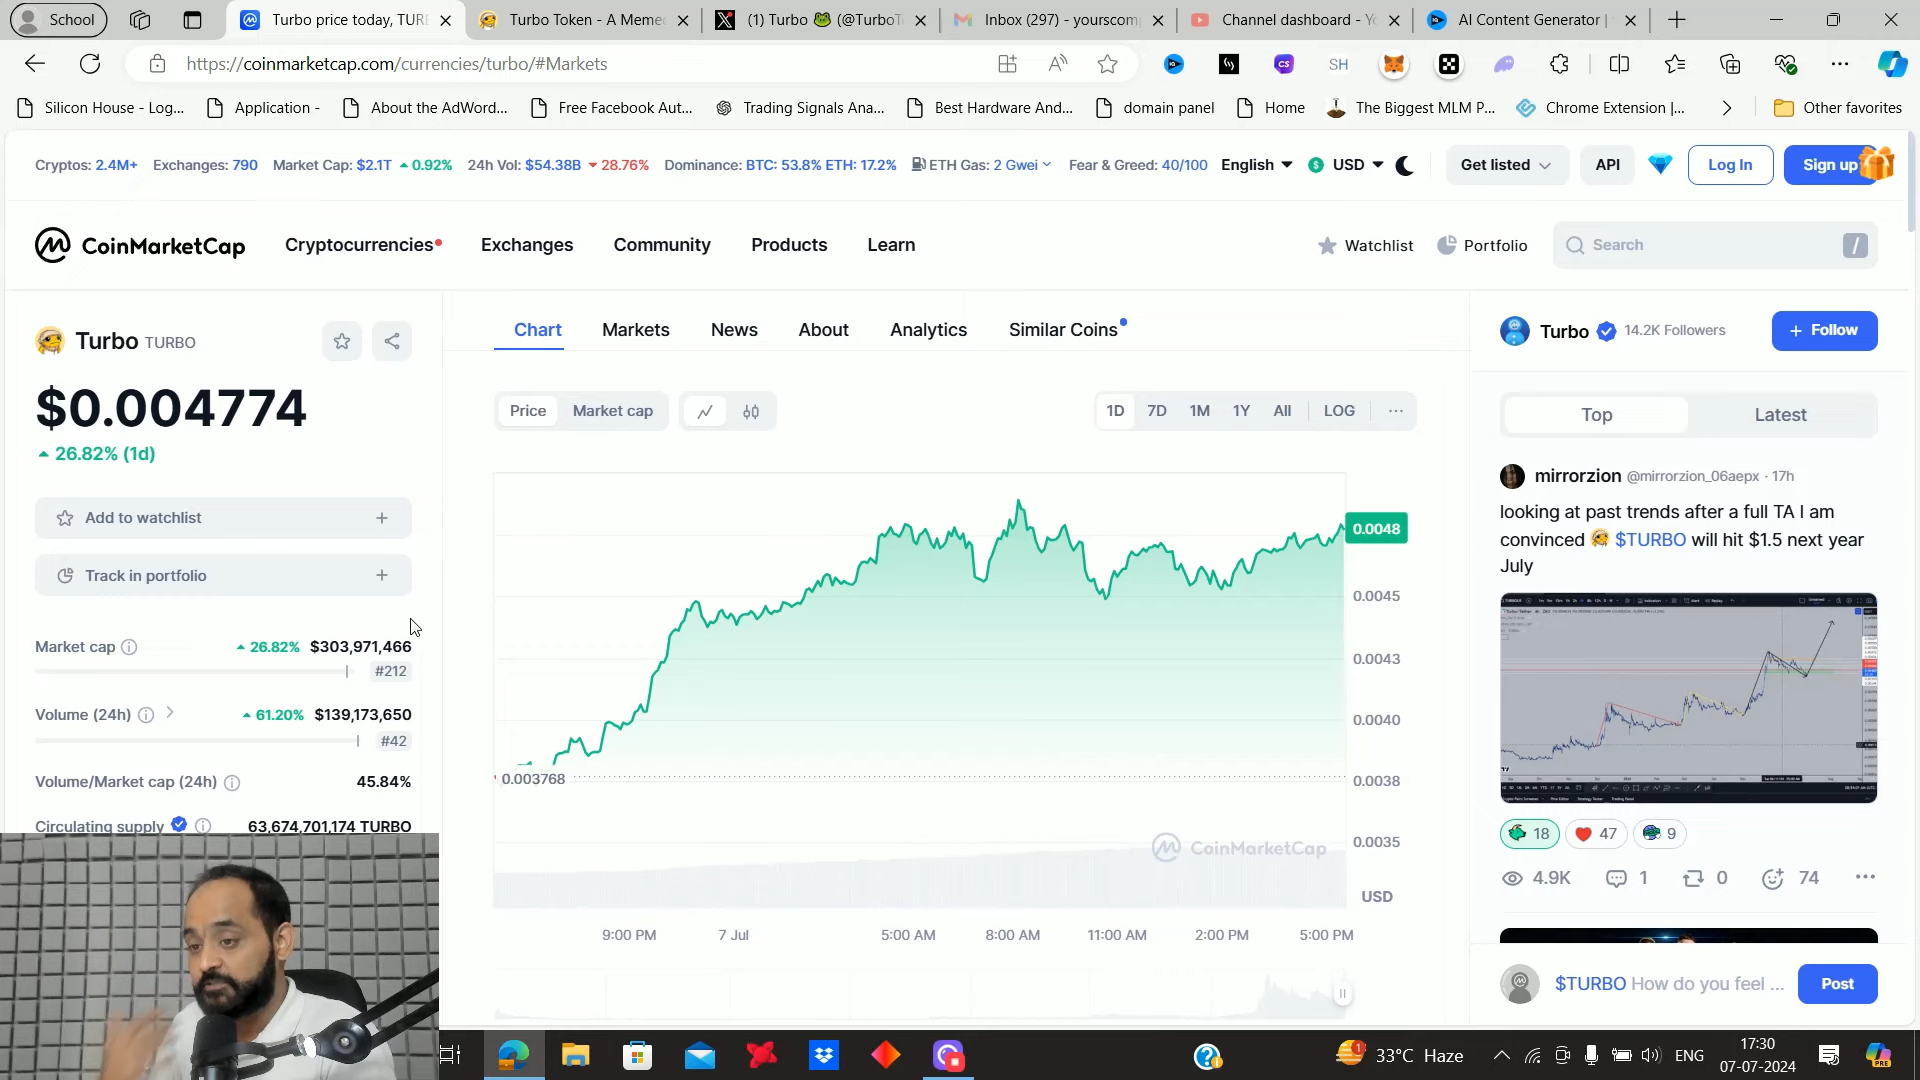 School
Turbo price today, TURB
Turbo Token - A Meme
(1) Turbo 🐸 (@TurboT
Inbox (297) - yourscom
Channel dashboard - Y
AI Content Generator |
https://coinmarketcap.com/currencies/turbo/#Markets
Silicon House - Log...
Application -
About the AdWord...
Free Facebook Aut...
Trading Signals Ana...
Best Hardware And...
domain panel
Home
The Biggest MLM P...
Chrome Extension |...
Other favorites
Cryptos: 2.4M+ Exchanges: 790 Market Cap: $2.1T 0.92% 24h Vol: $54.38B 28.76% Dominance: BTC: 53.8% ETH: 17.2% ETH Gas: 2 Gwei Fear & Greed: 40/100 English USD Get listed API Log In Sign up
CoinMarketCap Cryptocurrencies Exchanges Community Products Learn Watchlist Portfolio Search /
Turbo TURBO
$0.004774
26.82% (1d)
Add to watchlist +
Track in portfolio +
Market cap 26.82% $303,971,466
#212
Volume (24h) 61.20% $139,173,650
#42
Volume/Market cap (24h) 45.84%
Circulating supply 63,674,701,174 TURBO
Chart Markets News About Analytics Similar Coins
Price Market cap 1D 7D 1M 1Y All LOG ...
0.0048
0.0045
0.0043
0.0040
0.003768
0.0038
0.0035
CoinMarketCap
USD
9:00 PM 7 Jul 5:00 AM 8:00 AM 11:00 AM 2:00 PM 5:00 PM
Turbo 14.2K Followers + Follow
Top Latest
mirrorzion @mirrorzion_06aepx · 17h
looking at past trends after a full TA I am
convinced $TURBO will hit $1.5 next year
July
18 47 9
4.9K 1 0 74 ...
$TURBO How do you feel ... Post
33°C Haze
ENG
17:30
07-07-2024